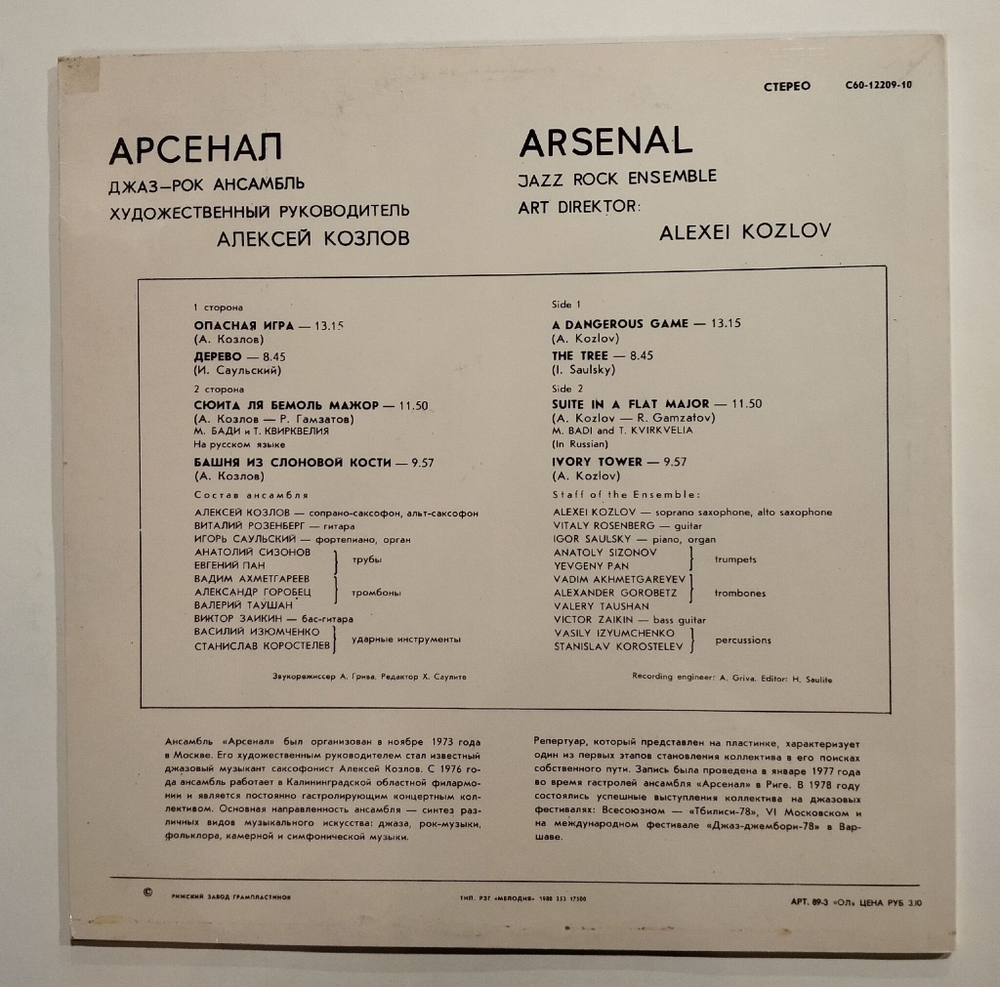 СТЕРЕО С60-12209-10
АРСЕНАЛ
ДЖАЗ–РОК АНСАМБЛЬ
ХУДОЖЕСТВЕННЫЙ РУКОВОДИТЕЛЬ
АЛЕКСЕЙ КОЗЛОВ
ARSENAL
JAZZ ROCK ENSEMBLE
ART DIREKTOR:
ALEXEI KOZLOV
1 сторона
ОПАСНАЯ ИГРА — 13.15
(А. Козлов)
ДЕРЕВО — 8.45
(И. Саульский)
2 сторона
СЮИТА ЛЯ БЕМОЛЬ МАЖОР — 11.50
(А. Козлов — Р. Гамзатов)
М. БАДИ и Т. КВИРКВЕЛИЯ
На русском языке
БАШНЯ ИЗ СЛОНОВОЙ КОСТИ — 9.57
(А. Козлов)
Состав ансамбля
АЛЕКСЕЙ КОЗЛОВ — сопрано-саксофон, альт-саксофон
ВИТАЛИЙ РОЗЕНБЕРГ — гитара
ИГОРЬ САУЛЬСКИЙ — фортепиано, орган
АНАТОЛИЙ СИЗОНОВ
ЕВГЕНИЙ ПАН
трубы
ВАДИМ АХМЕТГАРЕЕВ
АЛЕКСАНДР ГОРОБЕЦ
ВАЛЕРИЙ ТАУШАН
тромбоны
ВИКТОР ЗАИКИН — бас-гитара
ВАСИЛИЙ ИЗЮМЧЕНКО
СТАНИСЛАВ КОРОСТЕЛЕВ
ударные инструменты
Звукорежиссер А. Грива. Редактор Х. Саулите
Side 1
A DANGEROUS GAME — 13.15
(A. Kozlov)
THE TREE — 8.45
(I. Saulsky)
Side 2
SUITE IN A FLAT MAJOR — 11.50
(A. Kozlov — R. Gamzatov)
M. BADI and T. KVIRKVELIA
(In Russian)
IVORY TOWER — 9.57
(A. Kozlov)
Staff of the Ensemble:
ALEXEI KOZLOV — soprano saxophone, alto saxophone
VITALY ROSENBERG — guitar
IGOR SAULSKY — piano, organ
ANATOLY SIZONOV
YEVGENY PAN
trumpets
VADIM AKHMETGAREYEV
ALEXANDER GOROBETZ
VALERY TAUSHAN
trombones
VICTOR ZAIKIN — bass guitar
VASILY IZYUMCHENKO
STANISLAV KOROSTELEV
percussions
Recording engineer: A. Griva. Editor: H. Saulite
Ансамбль «Арсенал» был организован в ноябре 1973 года
в Москве. Его художественным руководителем стал известный
джазовый музыкант саксофонист Алексей Козлов. С 1976 го-
да ансамбль работает в Калининградской областной филармо-
нии и является постоянно гастролирующим концертным кол-
лективом. Основная направленность ансамбля — синтез раз-
личных видов музыкального искусства: джаза, рок-музыки,
фольклора, камерной и симфонической музыки.
Репертуар, который представлен на пластинке, характеризует
один из первых этапов становления коллектива в его поисках
собственного пути. Запись была проведена в январе 1977 года
во время гастролей ансамбля «Арсенал» в Риге. В 1978 году
состоялись успешные выступления коллектива на джазовых
фестивалях: Всесоюзном — «Тбилиси-78», VI Московском и
на международном фестивале «Джаз-джембори-78» в Вар-
шаве.
© РИЖСКИЙ ЗАВОД ГРАМПЛАСТИНОК
ТИП. РЗГ «МЕЛОДИЯ» 1980 253 17500
АРТ. 89-3 «ОЛ» ЦЕНА РУБ 3.10